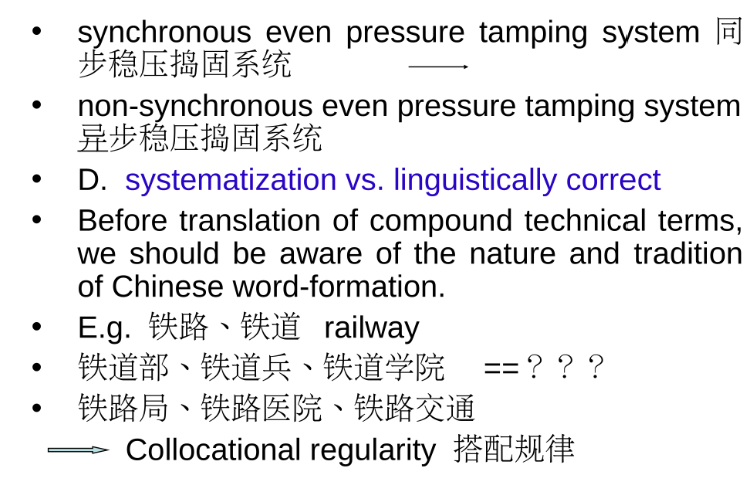 • synchronous even pressure tamping system 同
步稳压捣固系统
• non-synchronous even pressure tamping system
异步稳压捣固系统
• D. systematization vs. linguistically correct
• Before translation of compound technical terms,
we should be aware of the nature and tradition
of Chinese word-formation.
• E.g. 铁路、铁道 railway
• 铁道部、铁道兵、铁道学院 ==？？？
• 铁路局、铁路医院、铁路交通
Collocational regularity 搭配规律